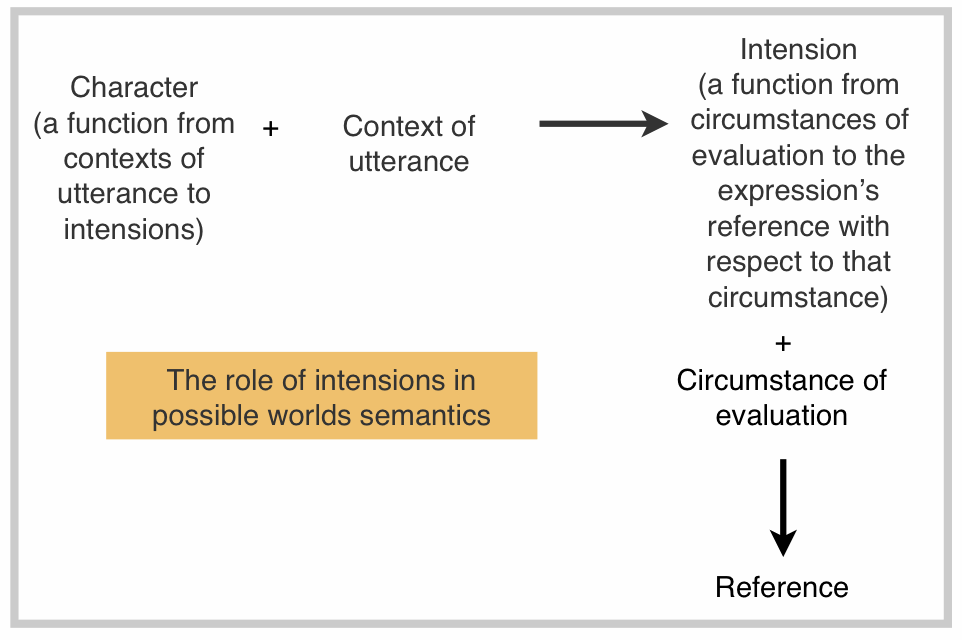 Character
(a function from
contexts of
utterance to
intensions)
+
Context of
utterance
Intension
(a function from
circumstances of
evaluation to the
expression’s
reference with
respect to that
circumstance)
+
Circumstance of
evaluation
Reference
The role of intensions in
possible worlds semantics